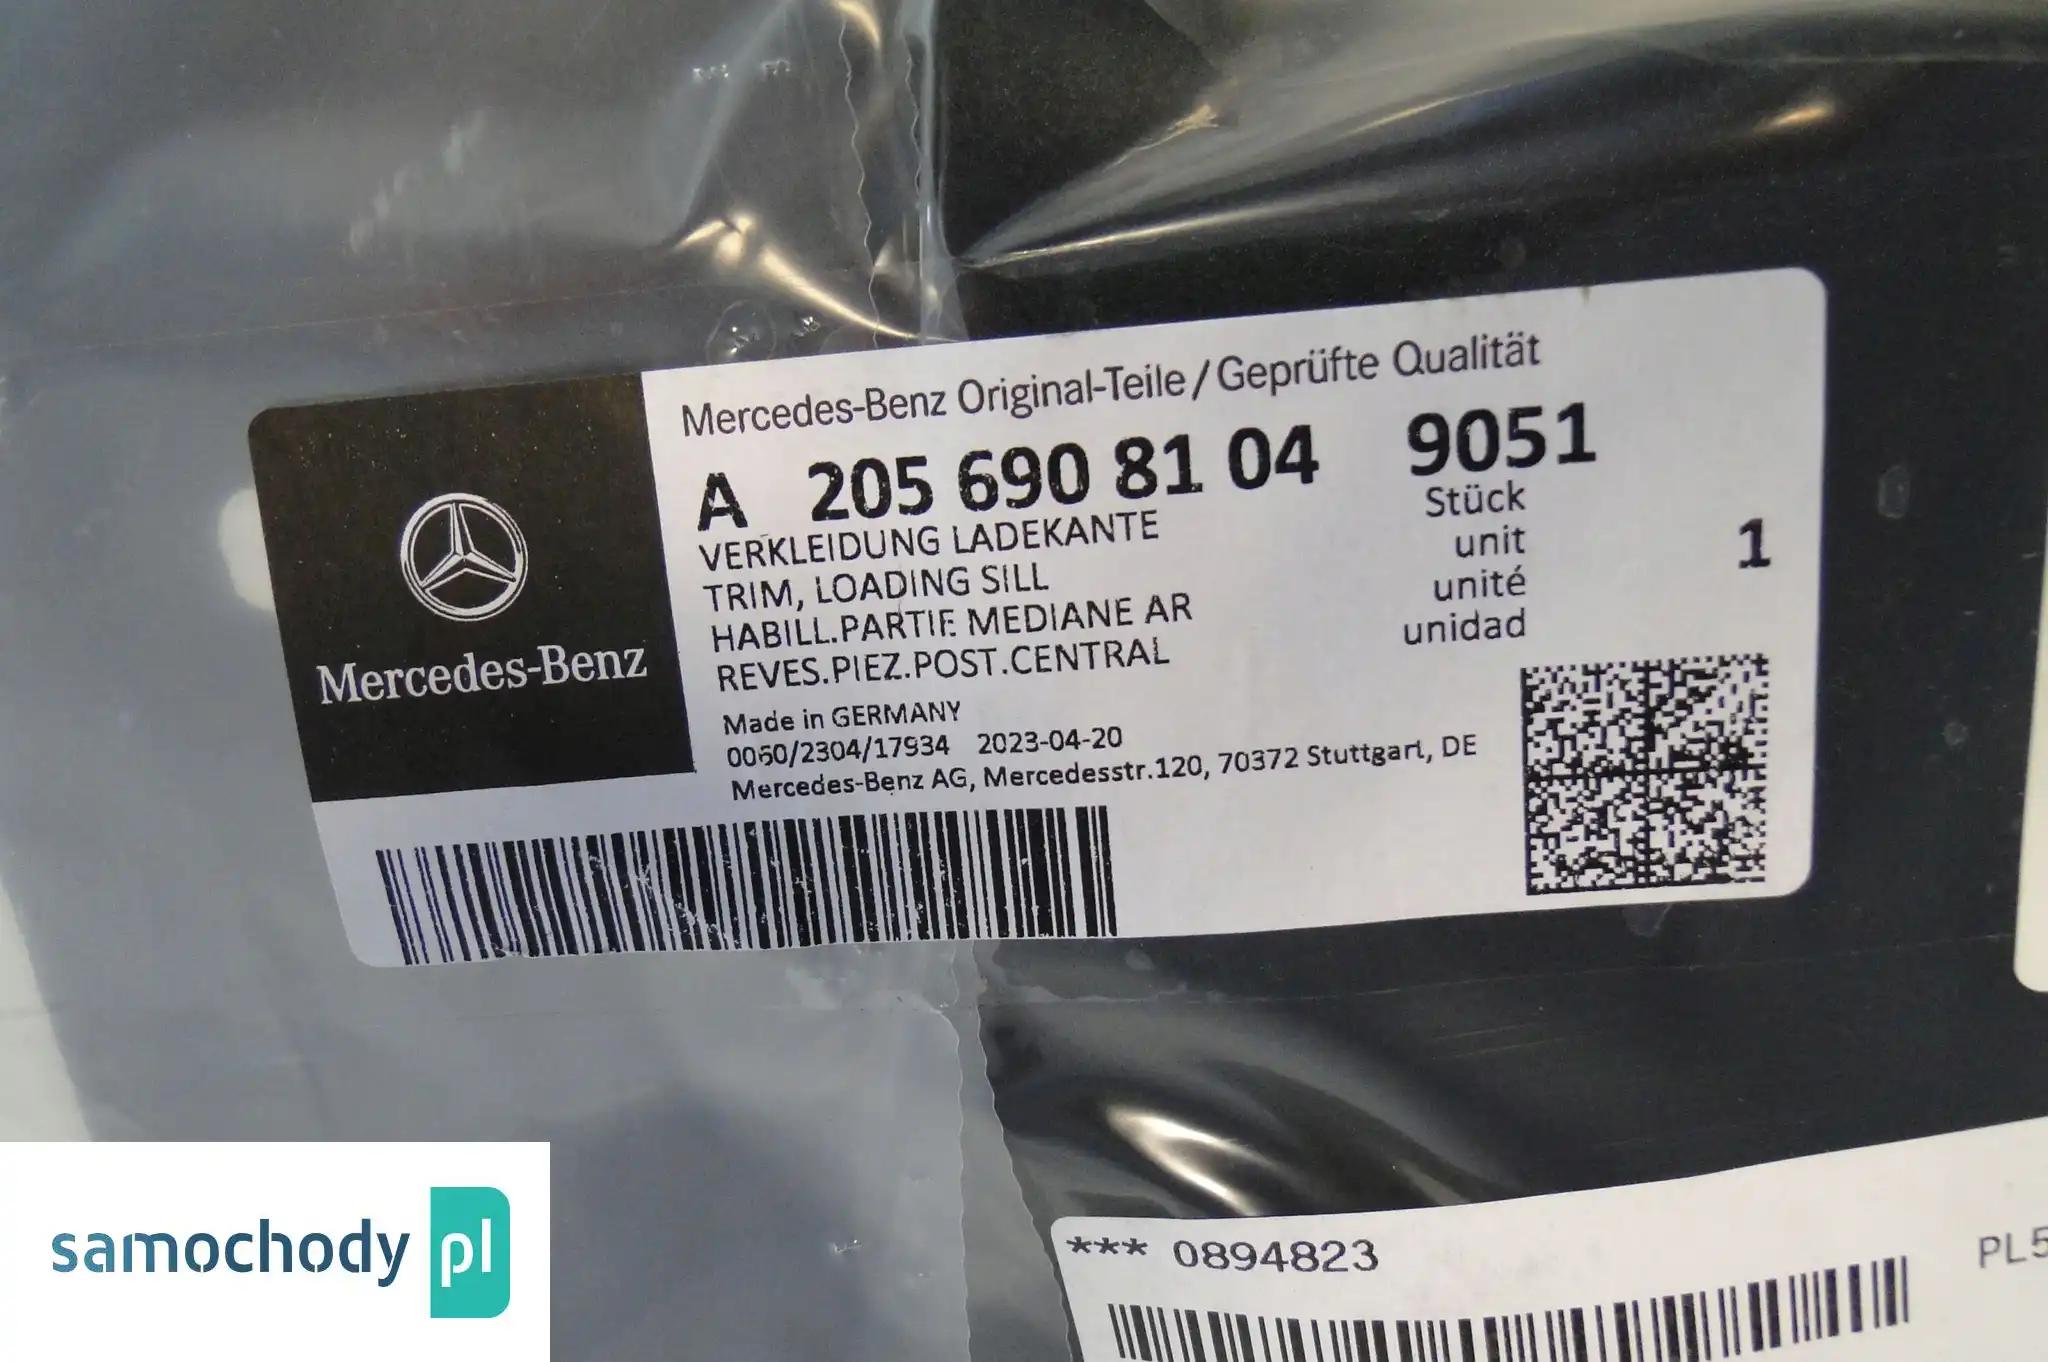 Mercedes-Benz Original-Teile/Geprüfte Qualität
A 205 690 81 04 9051
VERKLEIDUNG LADEKANTE
TRIM, LOADING SILL
HABILL.PARTIE MEDIANE AR
REVES.PIEZ.POST.CENTRAL
Stück
unit
unité
unidad
1
Mercedes-Benz
Made in GERMANY
0060/2304/17934 2023-04-20
Mercedes-Benz AG, Mercedesstr.120, 70372 Stuttgart, DE
*** 0894823
PL5
samochody pl